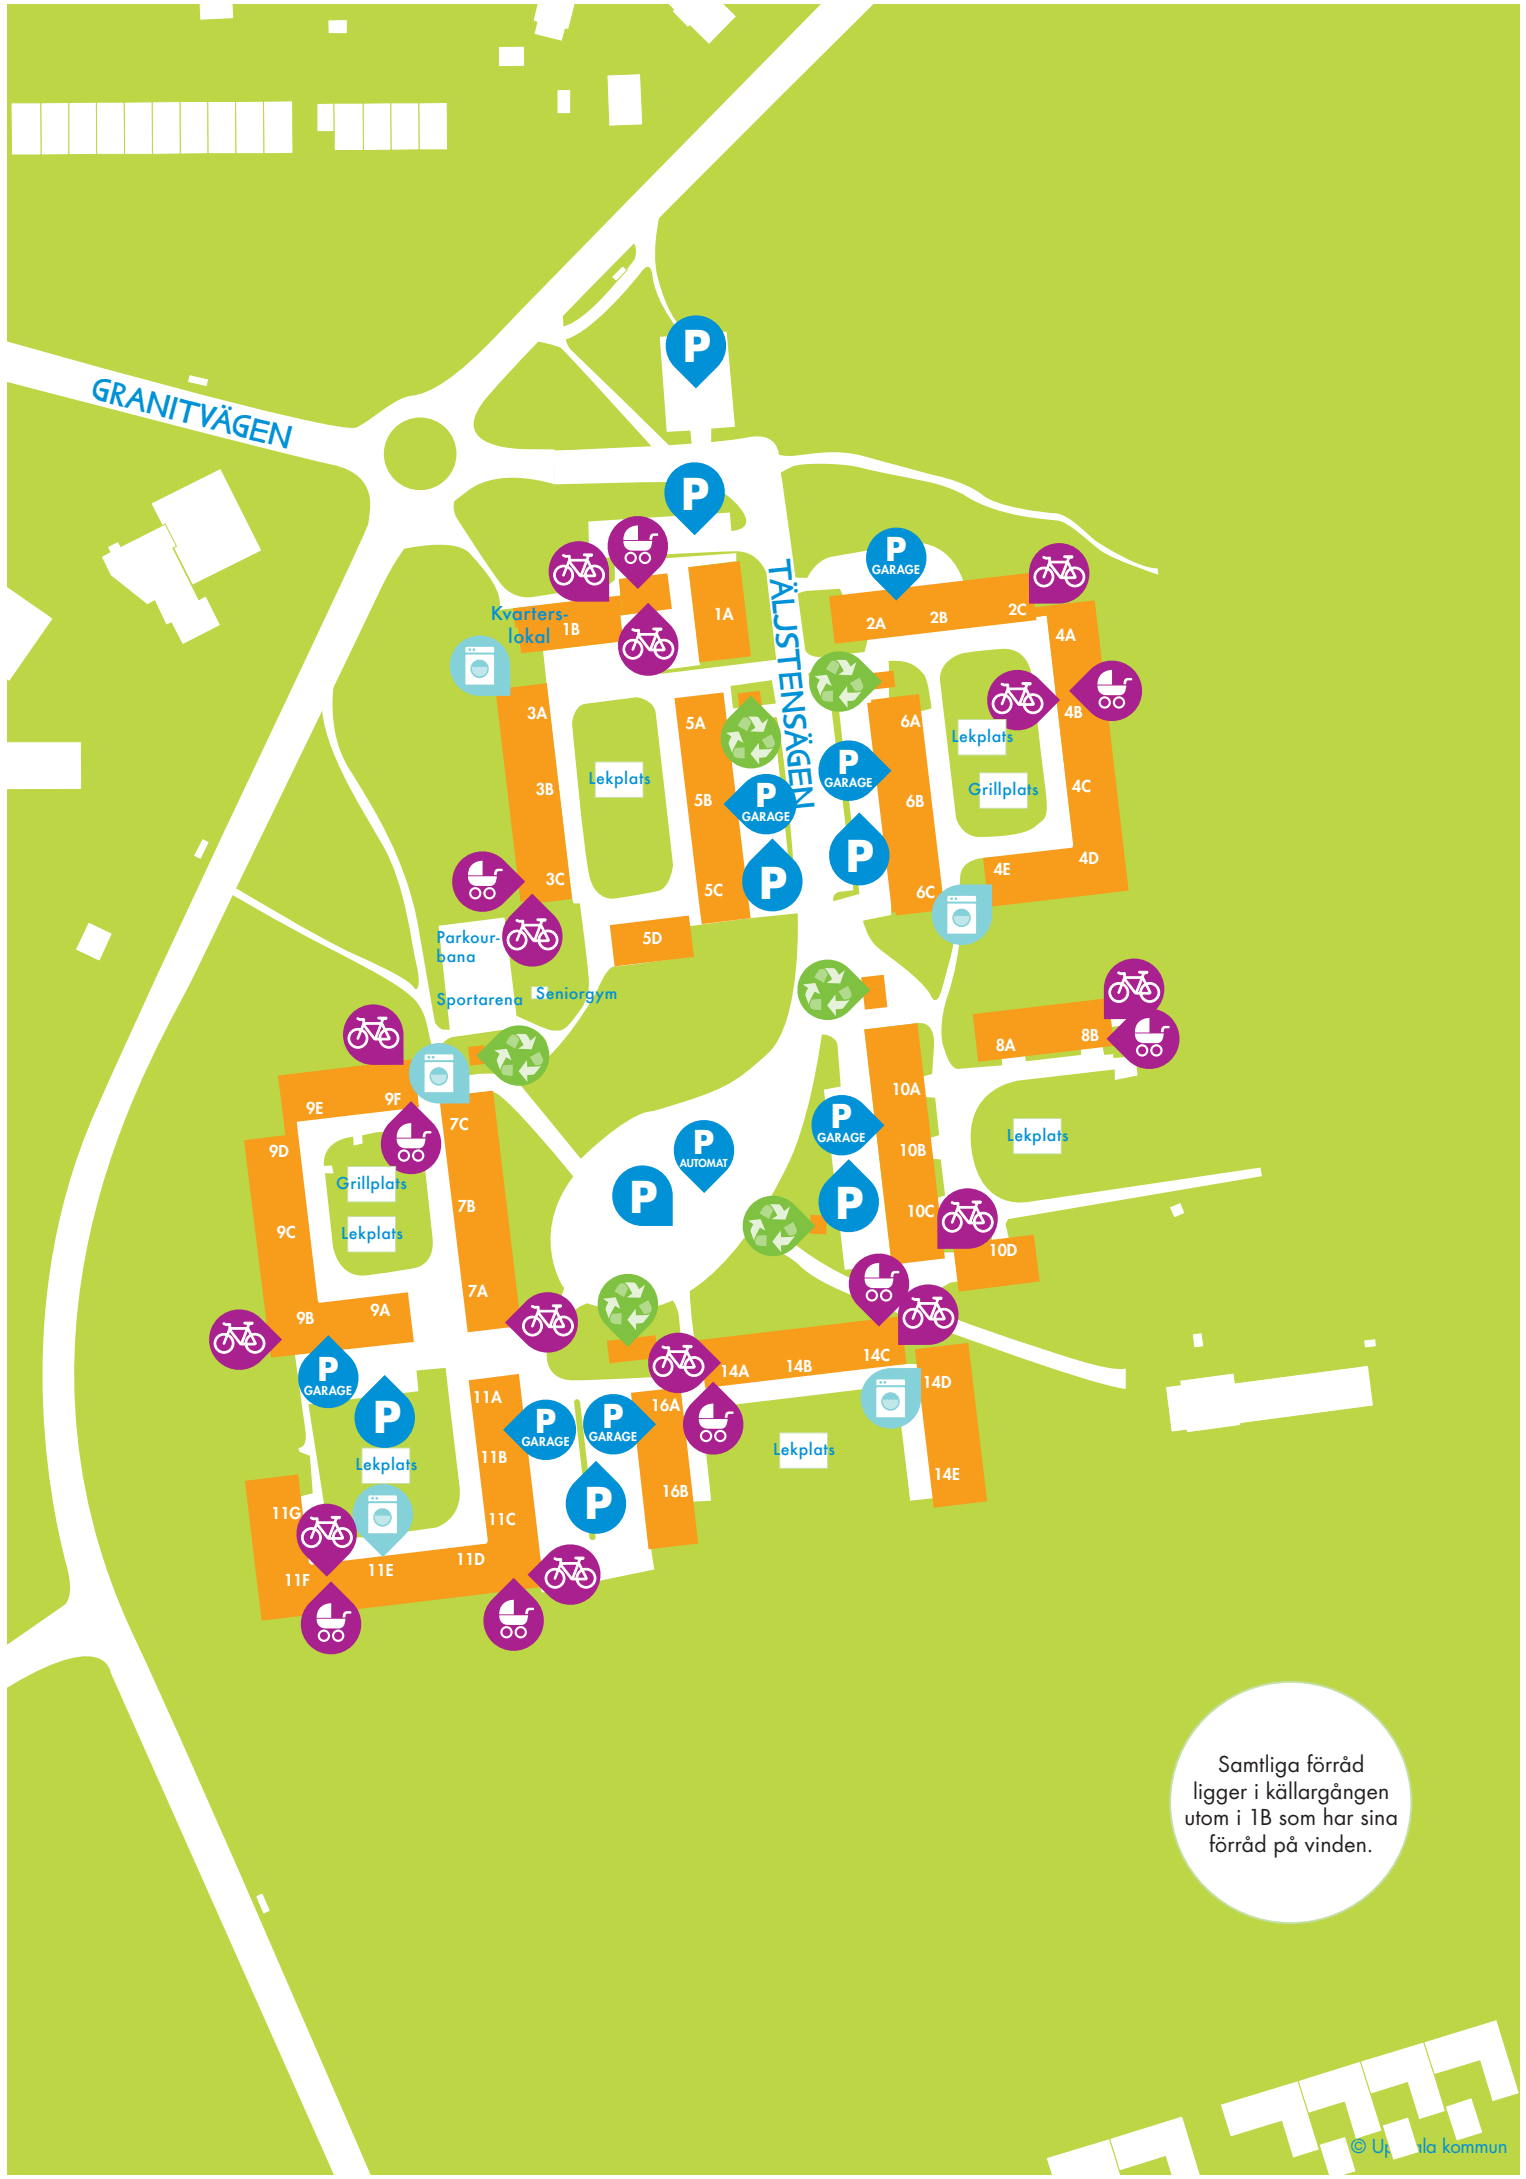 GRANITVÄGEN
P
P
P
GARAGE
TÄLJSTENSÄGEN
Kvarters-
lokal
1B
1A
2A
2B
2C
4A
3A
5A
6A
4B
Lekplats
Lekplats
P
GARAGE
Grillplats
4C
3B
5B
P
GARAGE
6B
P
4D
3C
5C
P
6C
4E
Parkour-
bana
5D
Sportarena
Seniorgym
8A
8B
9E
9F
7C
10A
9D
P
GARAGE
Lekplats
P
AUTOMAT
10B
Grillplats
P
P
7B
10C
9C
Lekplats
10D
7A
9B
9A
P
GARAGE
14A
14B
14C
14D
11A
16A
P
P
GARAGE
P
GARAGE
Lekplats
11B
Lekplats
14E
16B
P
11G
11C
11D
11E
11F
Samtliga förråd
ligger i källargången
utom i 1B som har sina
förråd på vinden.
kommun